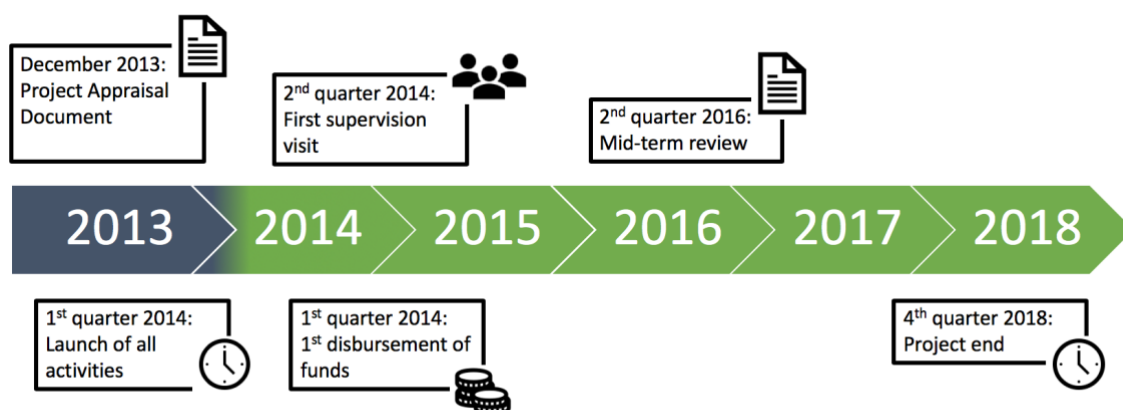 December 2013:
Project Appraisal
Document
2nd quarter 2014:
First supervision
visit
2nd quarter 2016:
Mid-term review
2013
2014
2015
2016
2017
2018
1st quarter 2014:
Launch of all
activities
1st quarter 2014:
1st disbursement of
funds
4th quarter 2018:
Project end